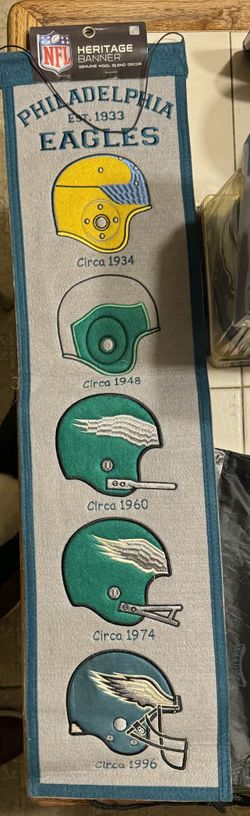 NFL
HERITAGE
BANNER
GENUINE WOOL BLEND DECOR
PHILADELPHIA
EST. 1933
EAGLES
Circa 1934
Circa 1948
Circa 1960
Circa 1974
Circa 1996